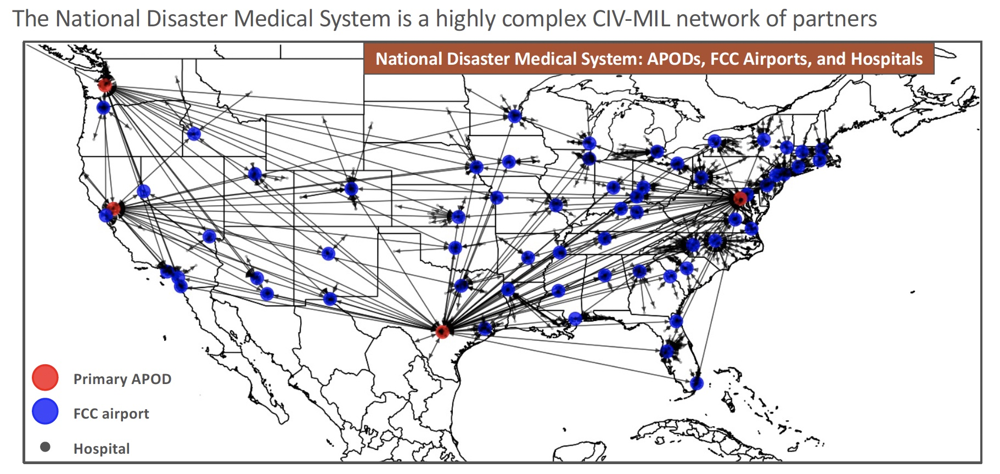 The National Disaster Medical System is a highly complex CIV-MIL network of partners
National Disaster Medical System: APODs, FCC Airports, and Hospitals
Primary APOD
FCC airport
Hospital